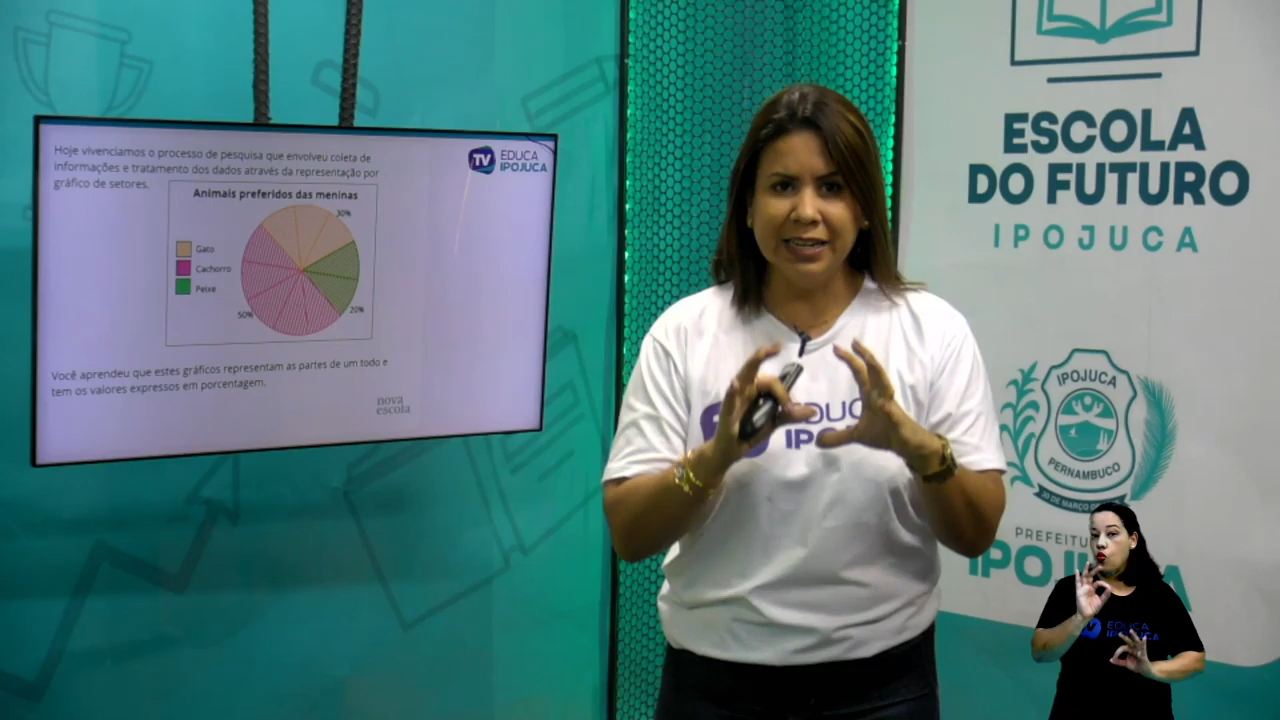 Hoje vivenciamos o processo de pesquisa que envolveu coleta de
informações e tratamento dos dados através da representação por
gráfico de setores.
TV EDUCA
IPOJUCA
Animais preferidos das meninas
30%
Gato
Cachorro
Peixe
50%
20%
Você aprendeu que estes gráficos representam as partes de um todo e
tem os valores expressos em porcentagem.
nova
escola
ESCOLA
DO FUTURO
IPOJUCA
IPOJUCA
PERNAMBUCO
30 DE MARÇO
EDUCA
IPOJUCA